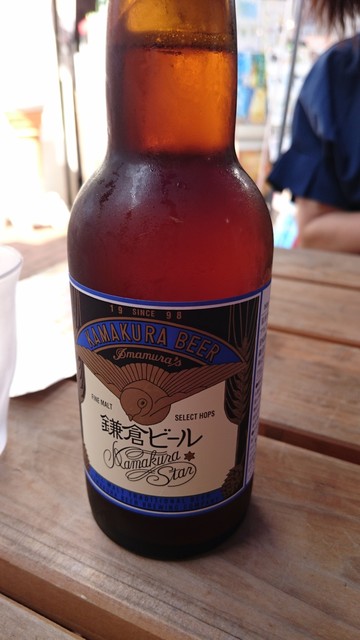 19 SINCE 98
KAMAKURA BEER
Imamura's
FINE MALT
SELECT HOPS
鎌倉ビール
Kamakura
Star